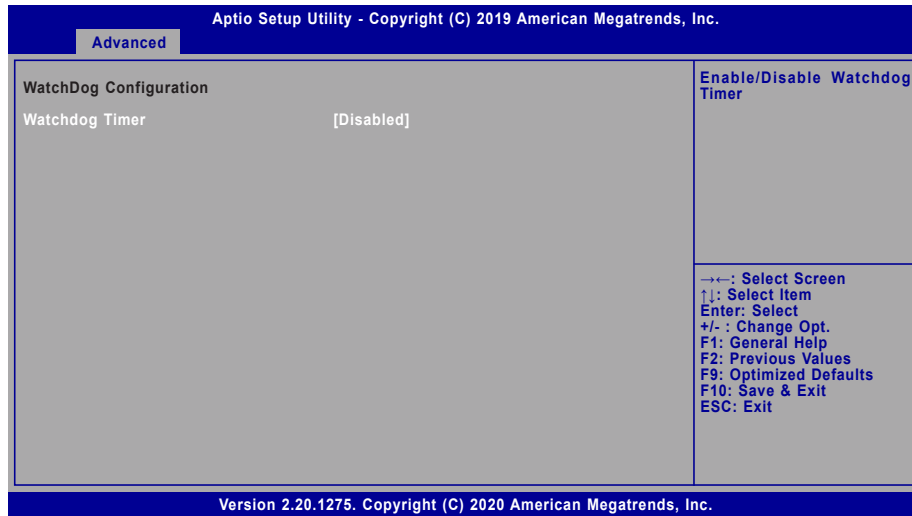 Aptio Setup Utility - Copyright (C) 2019 American Megatrends, Inc.
Advanced
WatchDog Configuration
Watchdog Timer [Disabled]
Enable/Disable Watchdog
Timer
→←: Select Screen
↑↓: Select Item
Enter: Select
+/- : Change Opt.
F1: General Help
F2: Previous Values
F9: Optimized Defaults
F10: Save & Exit
ESC: Exit
Version 2.20.1275. Copyright (C) 2020 American Megatrends, Inc.